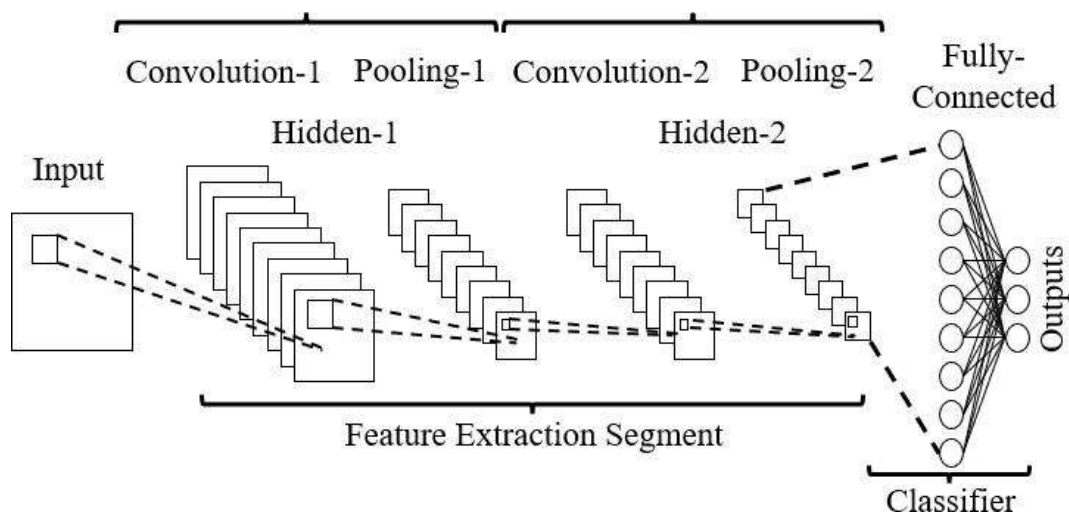 Convolution-1
Pooling-1
Convolution-2
Pooling-2
Fully-
Connected
Hidden-1
Hidden-2
Input
Outputs
Feature Extraction Segment
Classifier